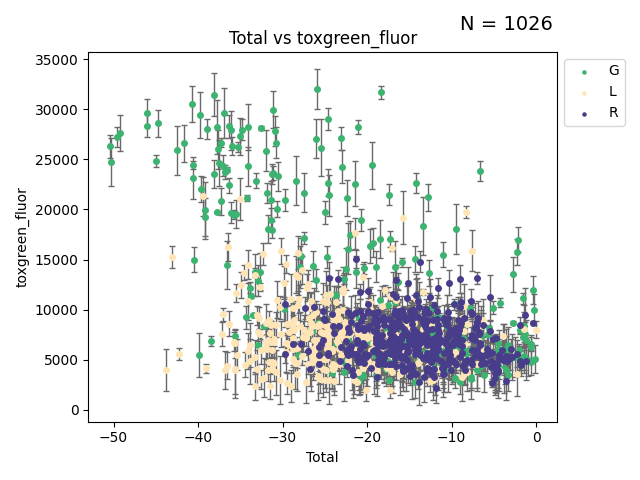 N = 1026
Total vs toxgreen_fluor
35000
30000
25000
20000
15000
10000
5000
0
toxgreen_fluor
−50
−40
−30
−20
−10
0
Total
G
L
R